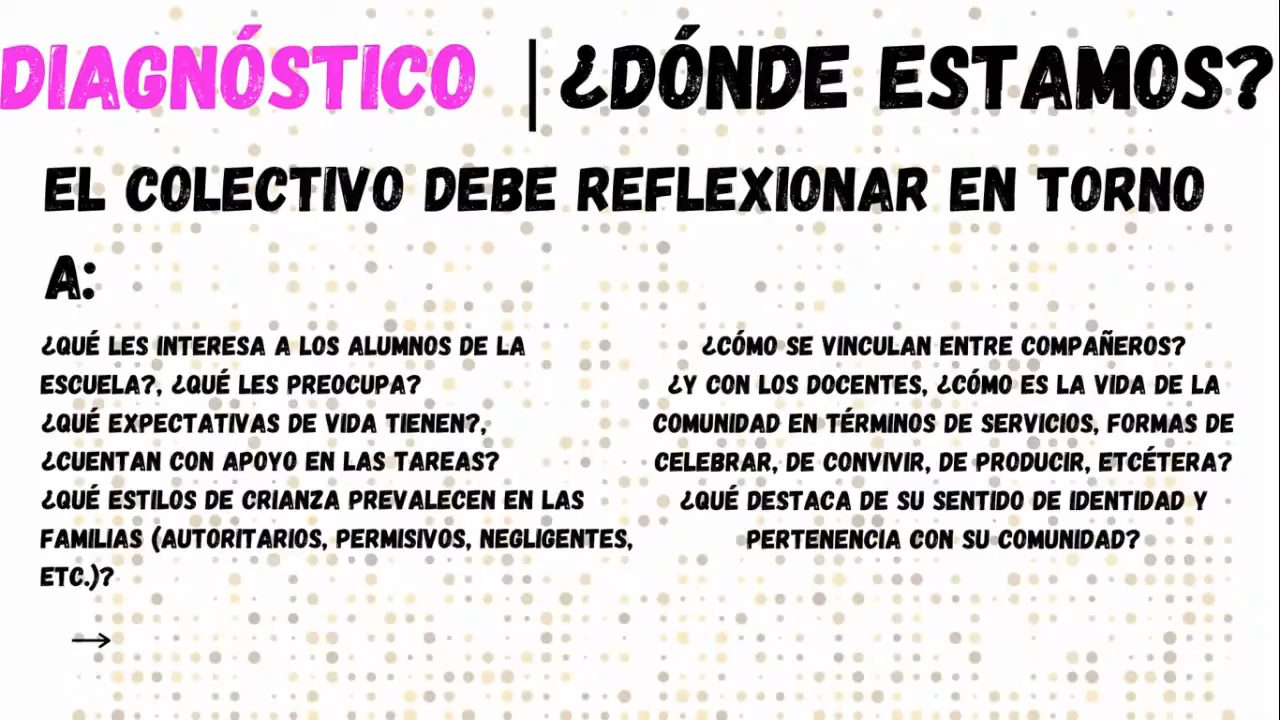 DIAGNÓSTICO | ¿DÓNDE ESTAMOS?
EL COLECTIVO DEBE REFLEXIONAR EN TORNO
A:
¿QUÉ LES INTERESA A LOS ALUMNOS DE LA
ESCUELA?, ¿QUÉ LES PREOCUPA?
¿QUÉ EXPECTATIVAS DE VIDA TIENEN?,
¿CUENTAN CON APOYO EN LAS TAREAS?
¿QUÉ ESTILOS DE CRIANZA PREVALECEN EN LAS
FAMILIAS (AUTORITARIOS, PERMISIVOS, NEGLIGENTES,
ETC.)?
→
¿CÓMO SE VINCULAN ENTRE COMPAÑEROS?
¿Y CON LOS DOCENTES, ¿CÓMO ES LA VIDA DE LA
COMUNIDAD EN TÉRMINOS DE SERVICIOS, FORMAS DE
CELEBRAR, DE CONVIVIR, DE PRODUCIR, ETCÉTERA?
¿QUÉ DESTACA DE SU SENTIDO DE IDENTIDAD Y
PERTENENCIA CON SU COMUNIDAD?